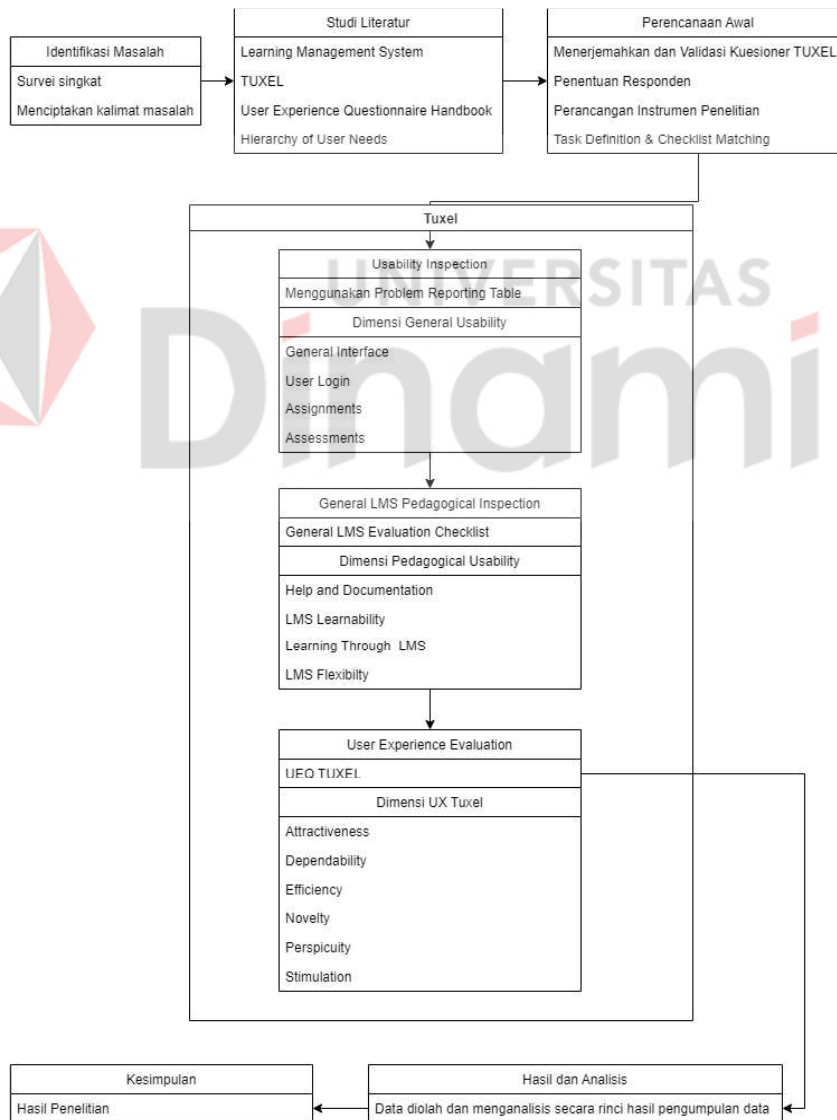 Identifikasi Masalah
Survei singkat
Menciptakan kalimat masalah
Studi Literatur
Learning Management System
TUXEL
User Experience Questionnaire Handbook
Hierarchy of User Needs
Perencanaan Awal
Menerjemahkan dan Validasi Kuesioner TUXEL
Penentuan Responden
Perancangan Instrumen Penelitian
Task Definition & Checklist Matching
Tuxel
Usability Inspection
Menggunakan Problem Reporting Table
Dimensi General Usability
General Interface
User Login
Assignments
Assessments
General LMS Pedagogical Inspection
General LMS Evaluation Checklist
Dimensi Pedagogical Usability
Help and Documentation
LMS Learnability
Learning Through LMS
LMS Flexibilty
User Experience Evaluation
UEQ TUXEL
Dimensi UX Tuxel
Attractiveness
Dependability
Efficiency
Novelty
Perspicuity
Stimulation
Hasil dan Analisis
Data diolah dan menganalisis secara rinci hasil pengumpulan data
Kesimpulan
Hasil Penelitian
UNIVERSITAS
Dinami